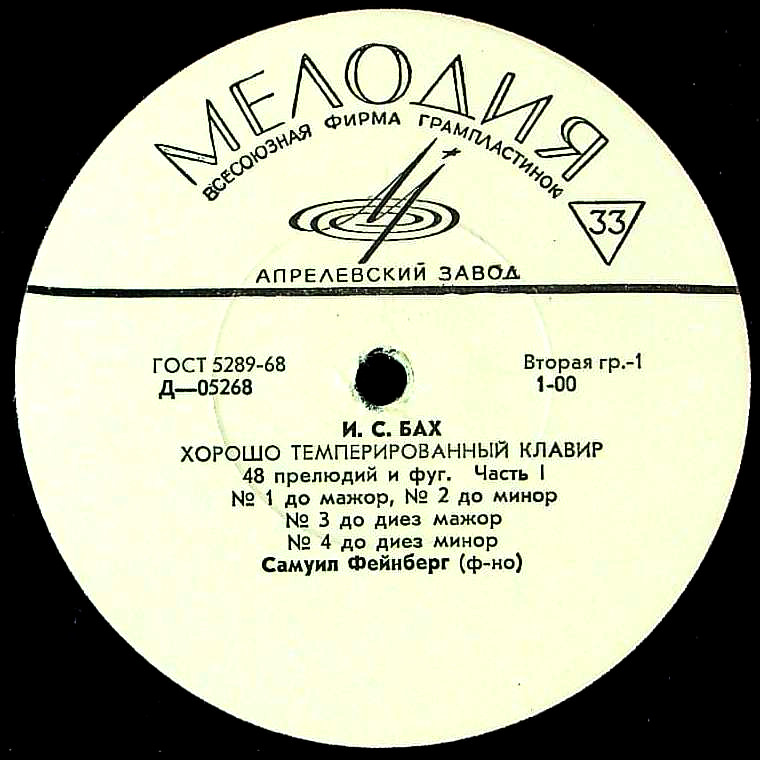 МЕЛОДИЯ
ВСЕСОЮЗНАЯ ФИРМА ГРАМПЛАСТИНОК
33
АПРЕЛЕВСКИЙ ЗАВОД
ГОСТ 5289-68 Вторая гр.-1
Д—05268 1-00
И. С. БАХ
ХОРОШО ТЕМПЕРИРОВАННЫЙ КЛАВИР
48 прелюдий и фуг. Часть I
№ 1 до мажор, № 2 до минор
№ 3 до диез мажор
№ 4 до диез минор
Самуил Фейнберг (ф-но)